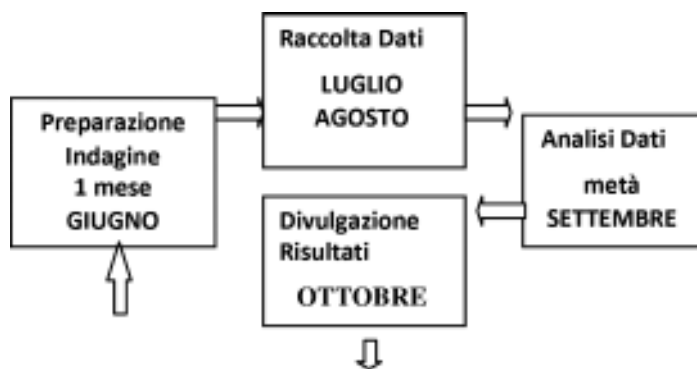 Preparazione
Indagine
1 mese
GIUGNO
Raccolta Dati
LUGLIO
AGOSTO
Analisi Dati
metà
SETTEMBRE
Divulgazione
Risultati
OTTOBRE